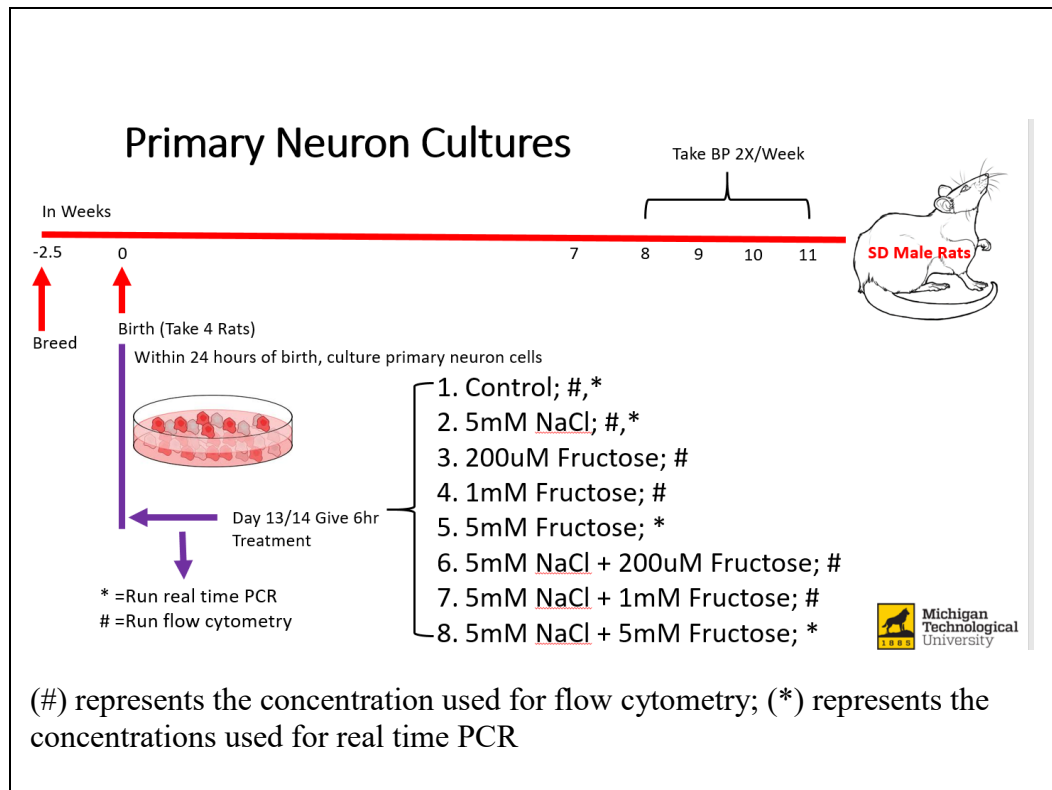 Primary Neuron Cultures
Take BP 2X/Week
In Weeks
-2.5
0
7
8
9
10
11
SD Male Rats
Breed
Birth (Take 4 Rats)
Within 24 hours of birth, culture primary neuron cells
1. Control; #,*
2. 5mM NaCl; #,*
3. 200uM Fructose; #
4. 1mM Fructose; #
5. 5mM Fructose; *
6. 5mM NaCl + 200uM Fructose; #
7. 5mM NaCl + 1mM Fructose; #
8. 5mM NaCl + 5mM Fructose; *
Day 13/14 Give 6hr
Treatment
* =Run real time PCR
# =Run flow cytometry
1885
Michigan
Technological
University
(#) represents the concentration used for flow cytometry; (*) represents the
concentrations used for real time PCR